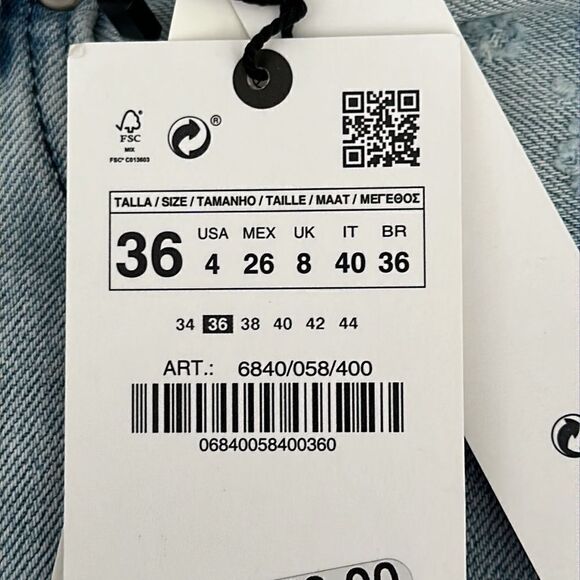 ®
FSC
MIX
FSC® C013603
TALLA / SIZE / TAMANHO / TAILLE / MAAT / ΜΕΓΕΘΟΣ
36 USA MEX UK IT BR
4 26 8 40 36
34 36 38 40 42 44
ART.: 6840/058/400
06840058400360